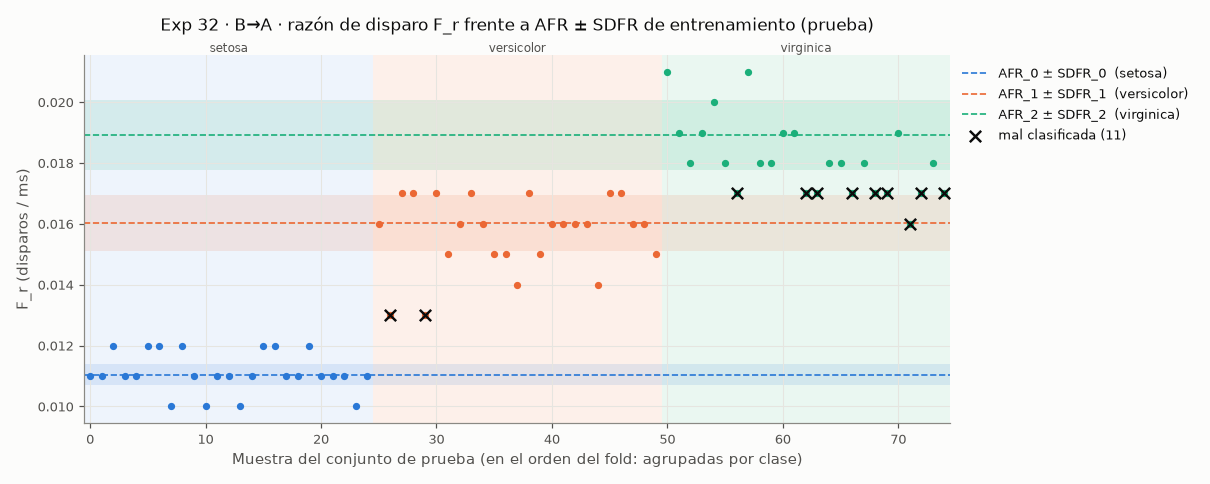 Exp 32 · B→A · razón de disparo F_r frente a AFR ± SDFR de entrenamiento (prueba)
setosa
versicolor
virginica
AFR_0 ± SDFR_0 (setosa)
AFR_1 ± SDFR_1 (versicolor)
AFR_2 ± SDFR_2 (virginica)
mal clasificada (11)
F_r (disparos / ms)
0.020
0.018
0.016
0.014
0.012
0.010
0
10
20
30
40
50
60
70
Muestra del conjunto de prueba (en el orden del fold: agrupadas por clase)